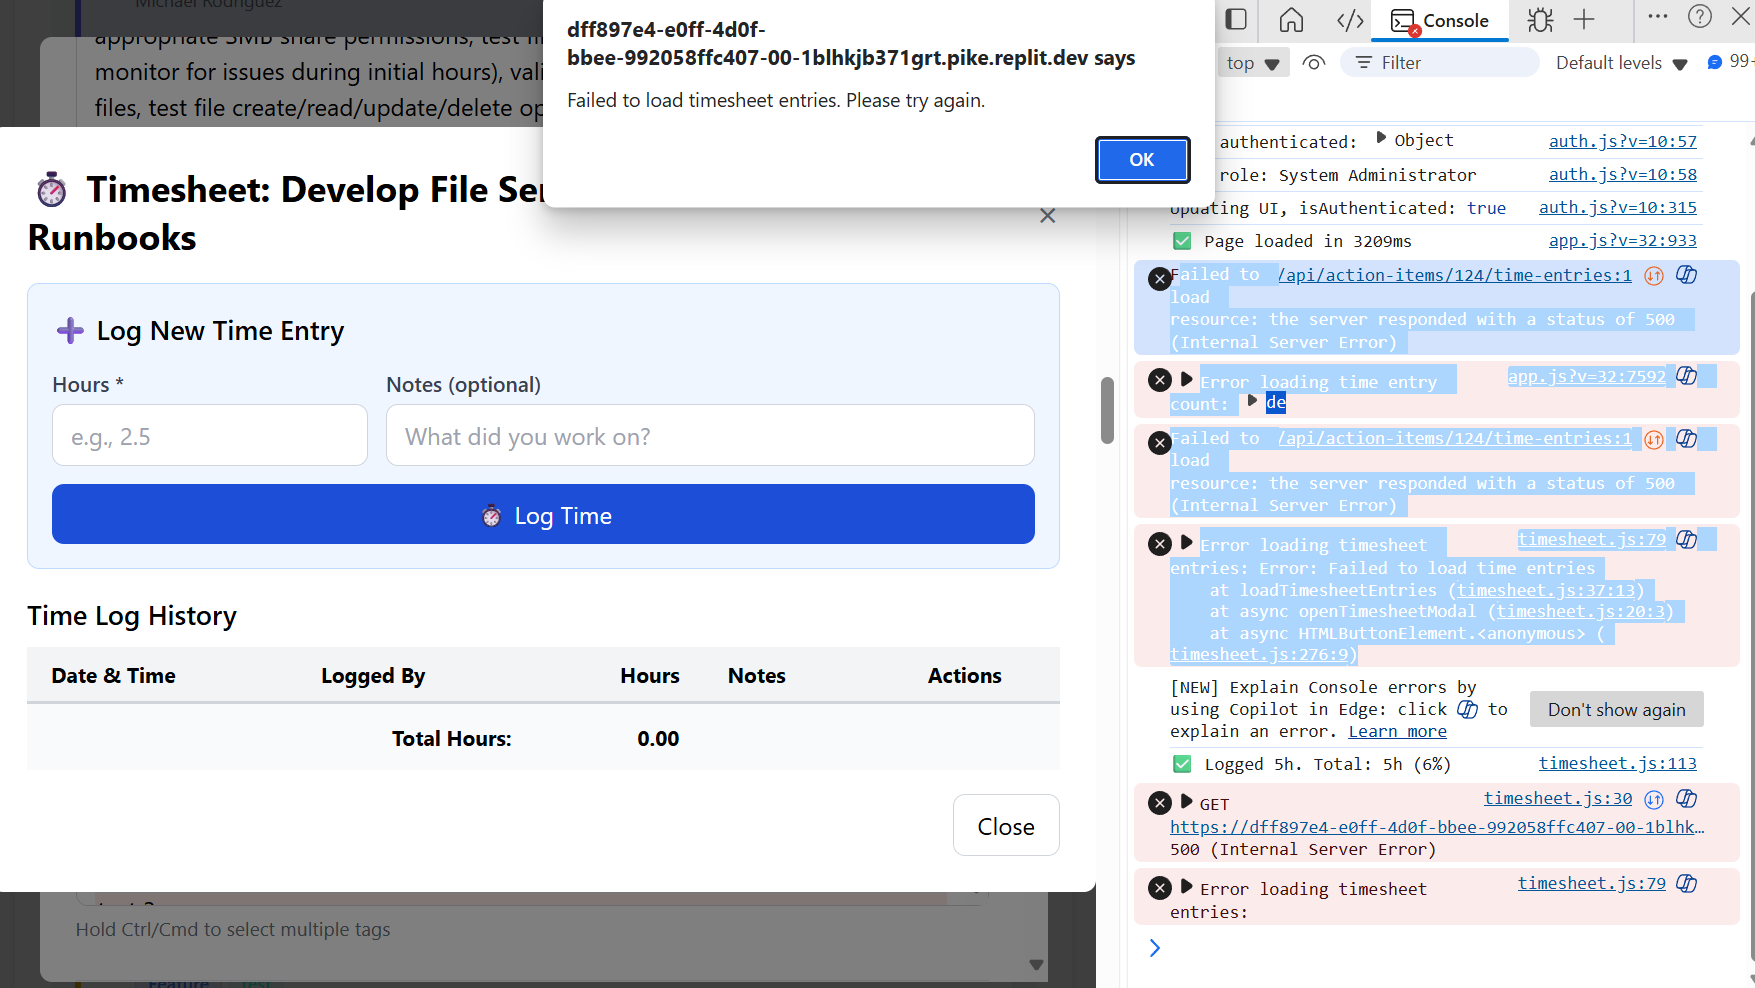 Michael Rodriguez
appropriate SMB share permissions, test
monitor for issues during initial hours), vali
files, test file create/read/update/delete op
⏱️ Timesheet: Develop File Se
Runbooks
×
➕ Log New Time Entry
Hours *
Notes (optional)
e.g., 2.5
What did you work on?
⏱️ Log Time
Time Log History
Date & Time Logged By Hours Notes Actions
Total Hours: 0.00
Close
Hold Ctrl/Cmd to select multiple tags
Feature Test
dff897e4-e0ff-4d0f-
bbee-992058ffc407-00-1blhkjb371grt.pike.replit.dev says
Failed to load timesheet entries. Please try again.
OK
Console
top
Filter
Default levels
99+
authenticated: Object auth.js?v=10:57
role: System Administrator auth.js?v=10:58
Updating UI, isAuthenticated: true auth.js?v=10:315
✅ Page loaded in 3209ms app.js?v=32:933
Failed to /api/action-items/124/time-entries:1
load
resource: the server responded with a status of 500
(Internal Server Error)
Error loading time entry app.js?v=32:7592
count: de
Failed to /api/action-items/124/time-entries:1
load
resource: the server responded with a status of 500
(Internal Server Error)
Error loading timesheet timesheet.js:79
entries: Error: Failed to load time entries
at loadTimesheetEntries (timesheet.js:37:13)
at async openTimesheetModal (timesheet.js:20:3)
at async HTMLButtonElement.<anonymous> (
timesheet.js:276:9)
[NEW] Explain Console errors by
using Copilot in Edge: click to
explain an error. Learn more
Don't show again
✅ Logged 5h. Total: 5h (6%) timesheet.js:113
GET timesheet.js:30
https://dff897e4-e0ff-4d0f-bbee-992058ffc407-00-1blhk…
500 (Internal Server Error)
Error loading timesheet timesheet.js:79
entries: